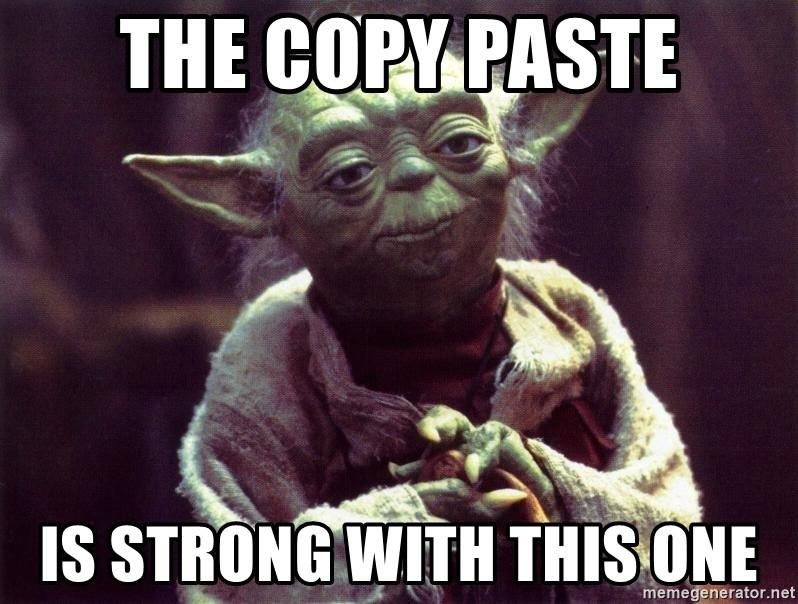 THE COPY PASTE
IS STRONG WITH THIS ONE
memegenerator.net